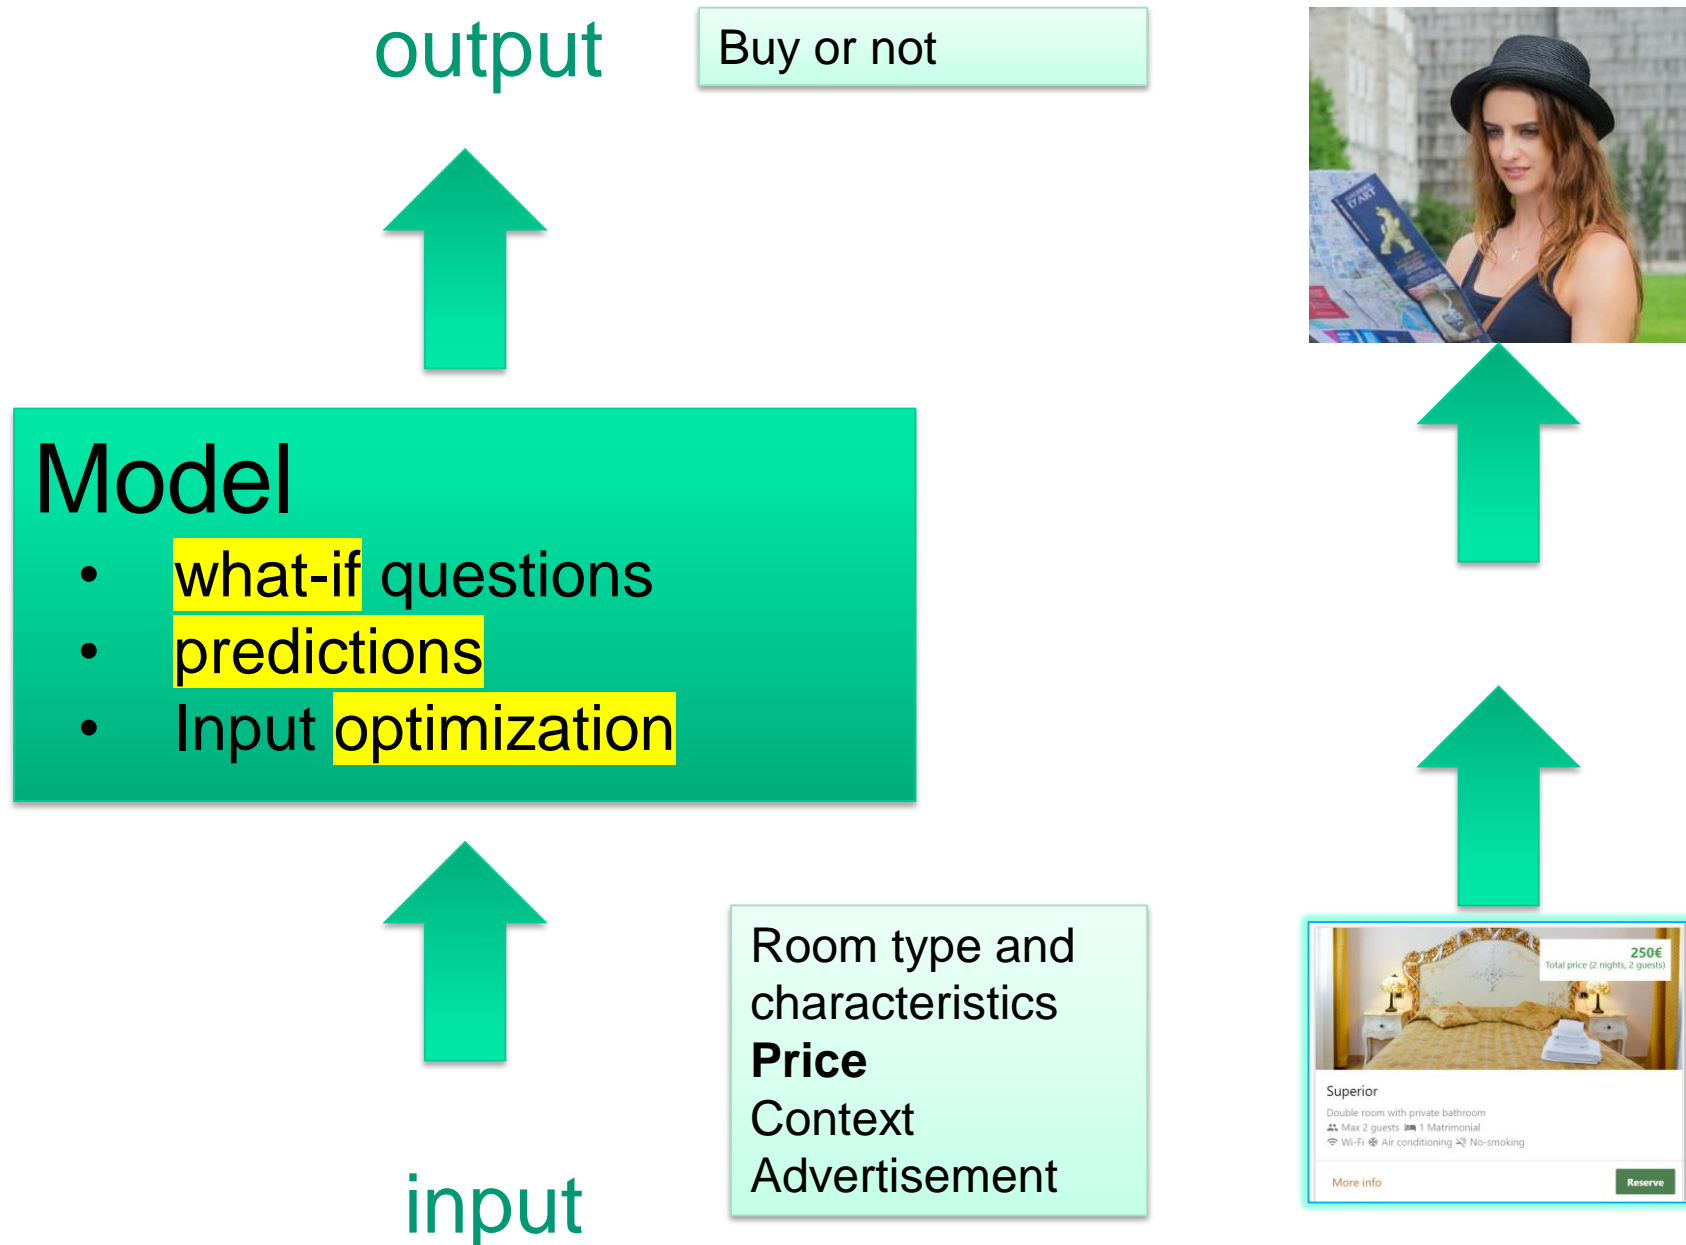 output
Buy or not
GUIDE
D'ART
Model
• what-if questions
• predictions
• Input optimization
Room type and
characteristics
Price
Context
Advertisement
input
250€
Total price (2 nights, 2 guests)
Superior
Double room with private bathroom
Max 2 guests 1 Matrimonial
Wi-Fi Air conditioning No-smoking
More info
Reserve